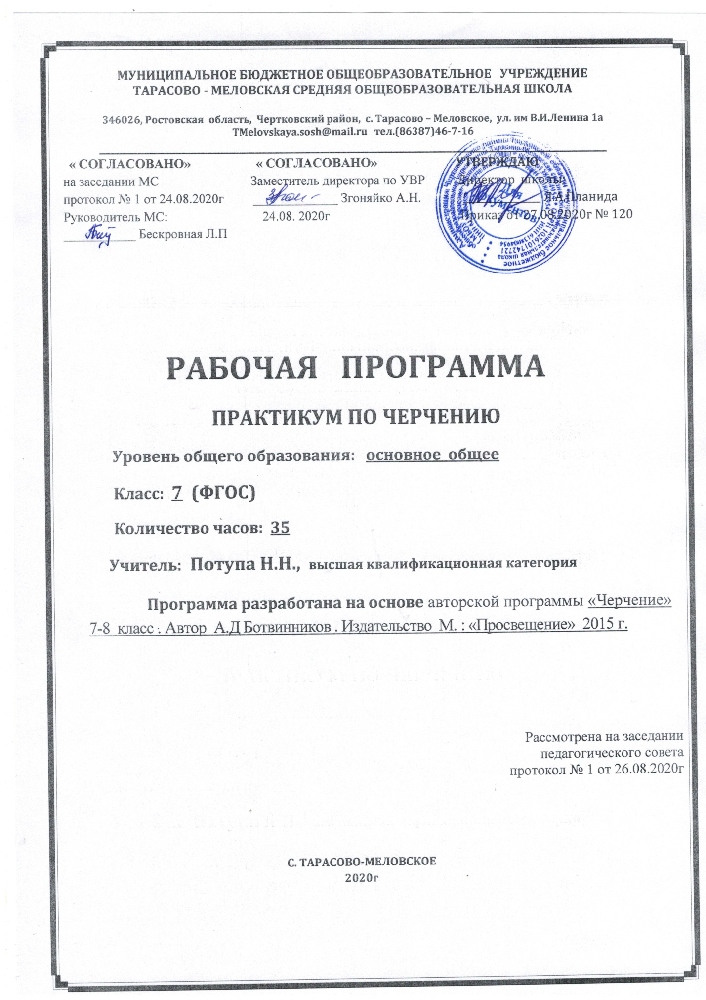 МУНИЦИПАЛЬНОЕ БЮДЖЕТНОЕ ОБЩЕОБРАЗОВАТЕЛЬНОЕ УЧРЕЖДЕНИЕ
ТАРАСОВО - МЕЛОВСКАЯ СРЕДНЯЯ ОБЩЕОБРАЗОВАТЕЛЬНАЯ ШКОЛА
346026, Ростовская область, Чертковский район, с. Тарасово – Меловское, ул. им В.И.Ленина 1а
TMelovskaya.sosh@mail.ru тел.(86387)46-7-16
« СОГЛАСОВАНО»
на заседании МС
протокол № 1 от 24.08.2020г
Руководитель МС:
Бескровная Л.П
« СОГЛАСОВАНО»
Заместитель директора по УВР
Згоняйко А.Н.
24.08. 2020г
УТВЕРЖДАЮ
Директор школы
Л.А.Планида
Приказ от 27.08.2020г № 120
Для
документов
РАБОЧАЯ ПРОГРАММА
ПРАКТИКУМ ПО ЧЕРЧЕНИЮ
Уровень общего образования: основное общее
Класс: 7 (ФГОС)
Количество часов: 35
Учитель: Потупа Н.Н., высшая квалификационная категория
Программа разработана на основе авторской программы «Черчение»
7-8 класс . Автор А.Д Ботвинников . Издательство М. : «Просвещение» 2015 г.
Рассмотрена на заседании
педагогического совета
протокол № 1 от 26.08.2020г
С. ТАРАСОВО-МЕЛОВСКОЕ
2020г